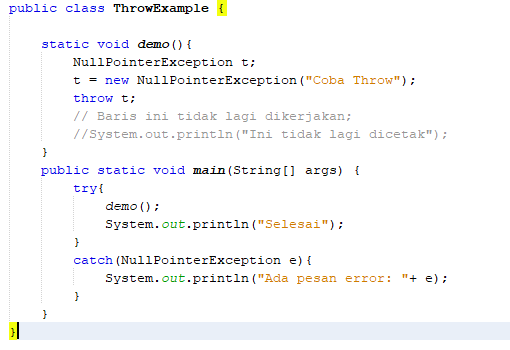 public class ThrowExample {
static void demo(){
NullPointerException t;
t = new NullPointerException("Coba Throw");
throw t;
// Baris ini tidak lagi dikerjakan;
//System.out.println("Ini tidak lagi dicetak");
}
public static void main(String[] args) {
try{
demo();
System.out.println("Selesai");
}
catch(NullPointerException e){
System.out.println("Ada pesan error: "+ e);
}
}
}